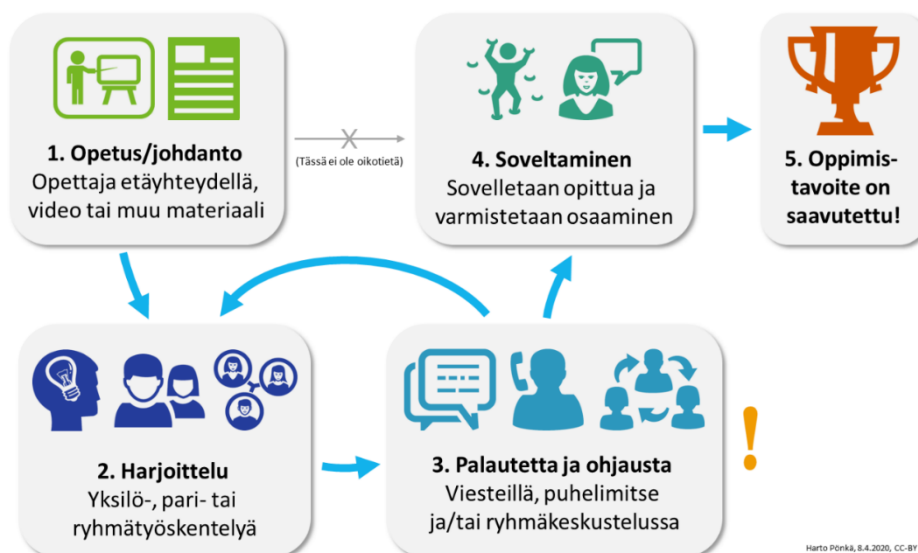 1. Opetus/johdanto
Opettaja etäyhteydellä,
video tai muu materiaali
(Tässä ei ole oikotietä)
4. Soveltaminen
Sovelletaan opittua ja
varmistetaan osaaminen
5. Oppimis-
tavoite on
saavutettu!
2. Harjoittelu
Yksilö-, pari- tai
ryhmätyöskentelyä
3. Palautetta ja ohjausta
Viesteillä, puhelimitse
ja/tai ryhmäkeskustelussa
!
Harto Pönkä, 8.4.2020, CC-BY